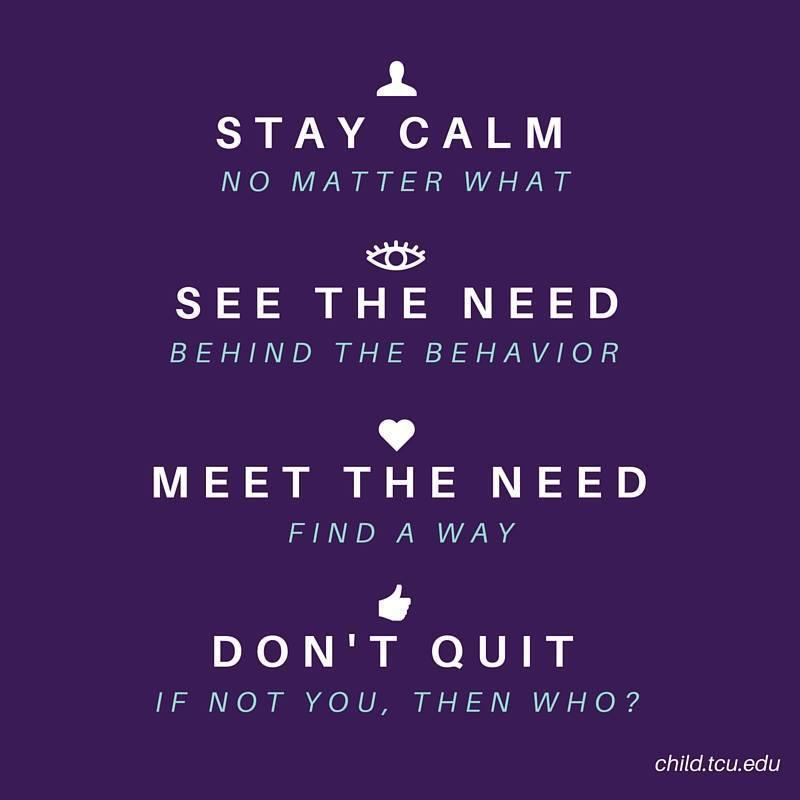 STAY CALM
NO MATTER WHAT
SEE THE NEED
BEHIND THE BEHAVIOR
MEET THE NEED
FIND A WAY
DON'T QUIT
IF NOT YOU, THEN WHO?
child.tcu.edu